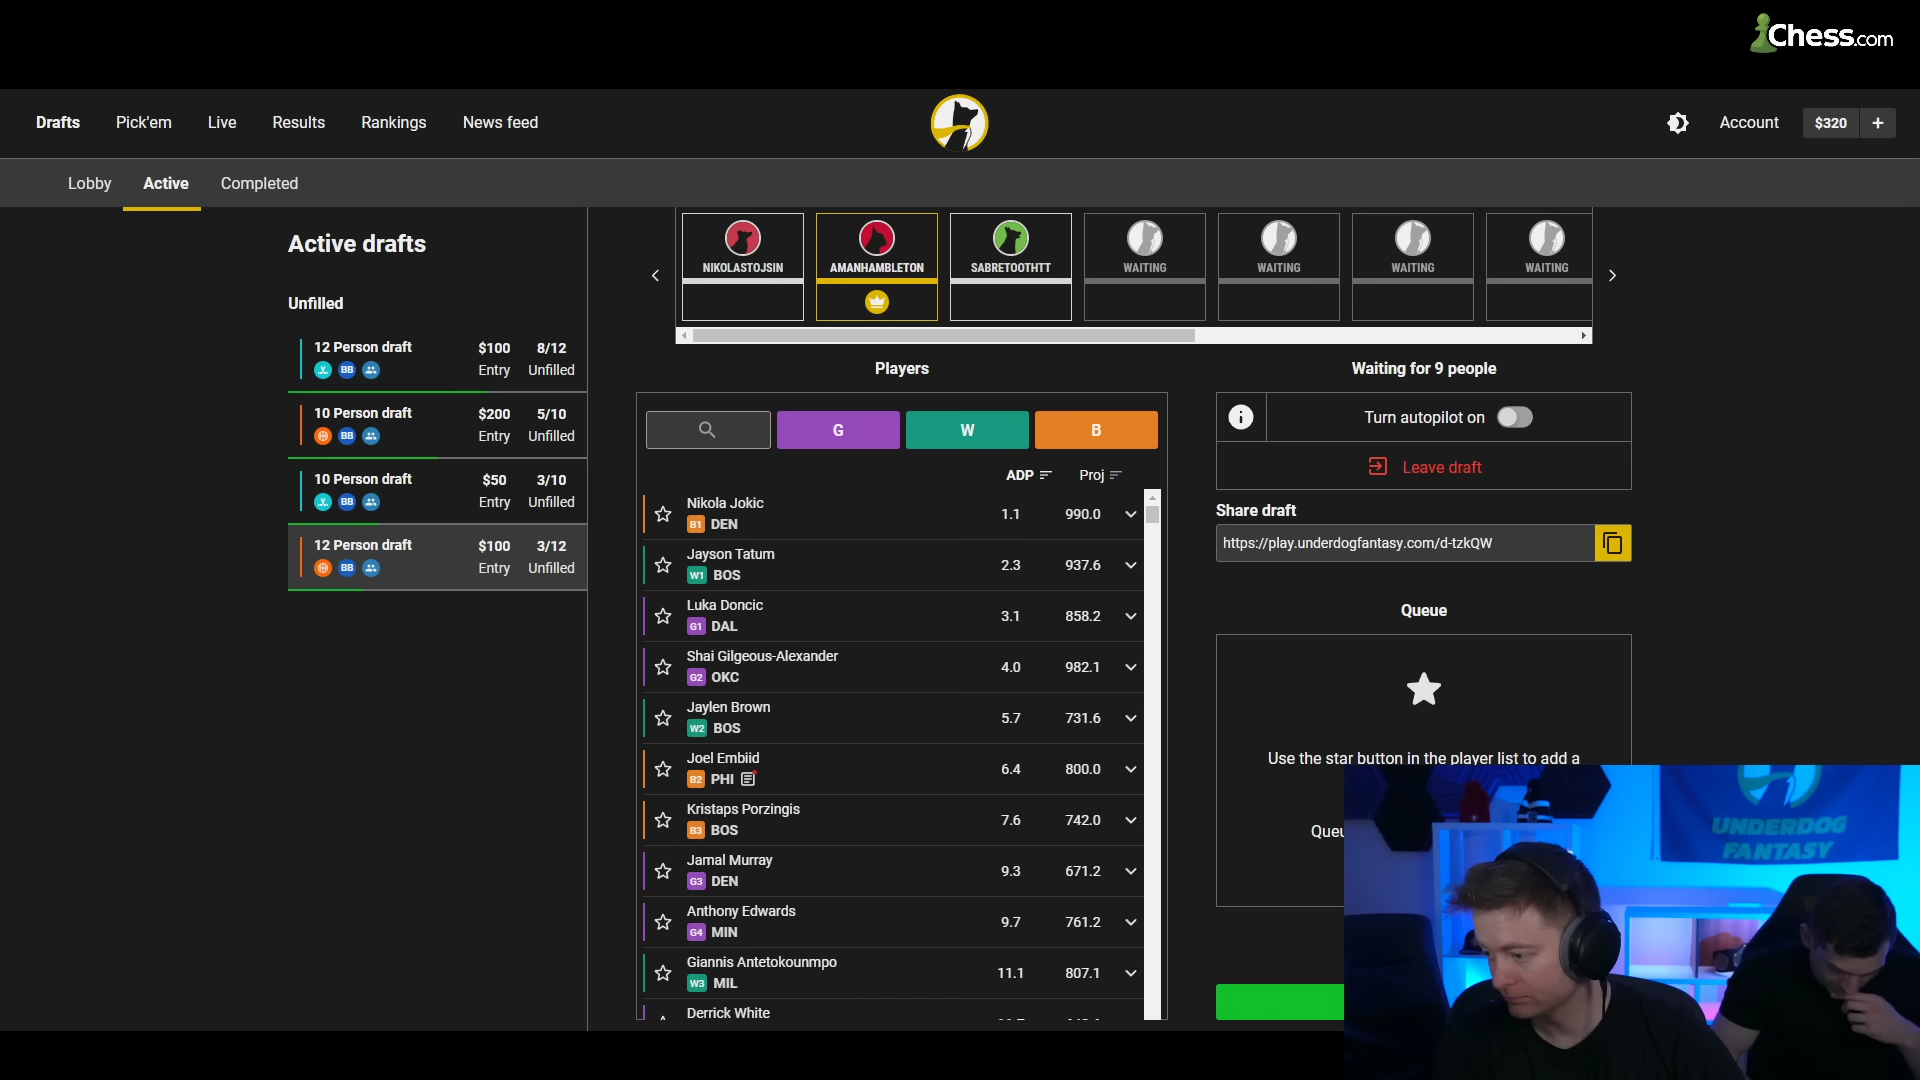 Chess.com
Drafts
Pick'em
Live
Results
Rankings
News feed
Account
$320
+
Lobby
Active
Completed
Active drafts
Unfilled
12 Person draft
$100
8/12
BB
Entry
Unfilled
10 Person draft
$200
5/10
BB
Entry
Unfilled
10 Person draft
$50
3/10
BB
Entry
Unfilled
12 Person draft
$100
3/12
BB
Entry
Unfilled
NIKOLASTOJSIN
AMANHAMBLETON
SABRETOOTHTT
WAITING
WAITING
WAITING
WAITING
Players
G
W
B
ADP
Proj
Nikola Jokic
B1 DEN
1.1
990.0
Jayson Tatum
W1 BOS
2.3
937.6
Luka Doncic
G1 DAL
3.1
858.2
Shai Gilgeous-Alexander
G2 OKC
4.0
982.1
Jaylen Brown
W2 BOS
5.7
731.6
Joel Embiid
B2 PHI
6.4
800.0
Kristaps Porzingis
B3 BOS
7.6
742.0
Jamal Murray
G3 DEN
9.3
671.2
Anthony Edwards
G4 MIN
9.7
761.2
Giannis Antetokounmpo
W3 MIL
11.1
807.1
Derrick White
Waiting for 9 people
Turn autopilot on
Leave draft
Share draft
https://play.underdogfantasy.com/d-tzkQW
Queue
Use the star button in the player list to add a
UNDERDOG
FANTASY